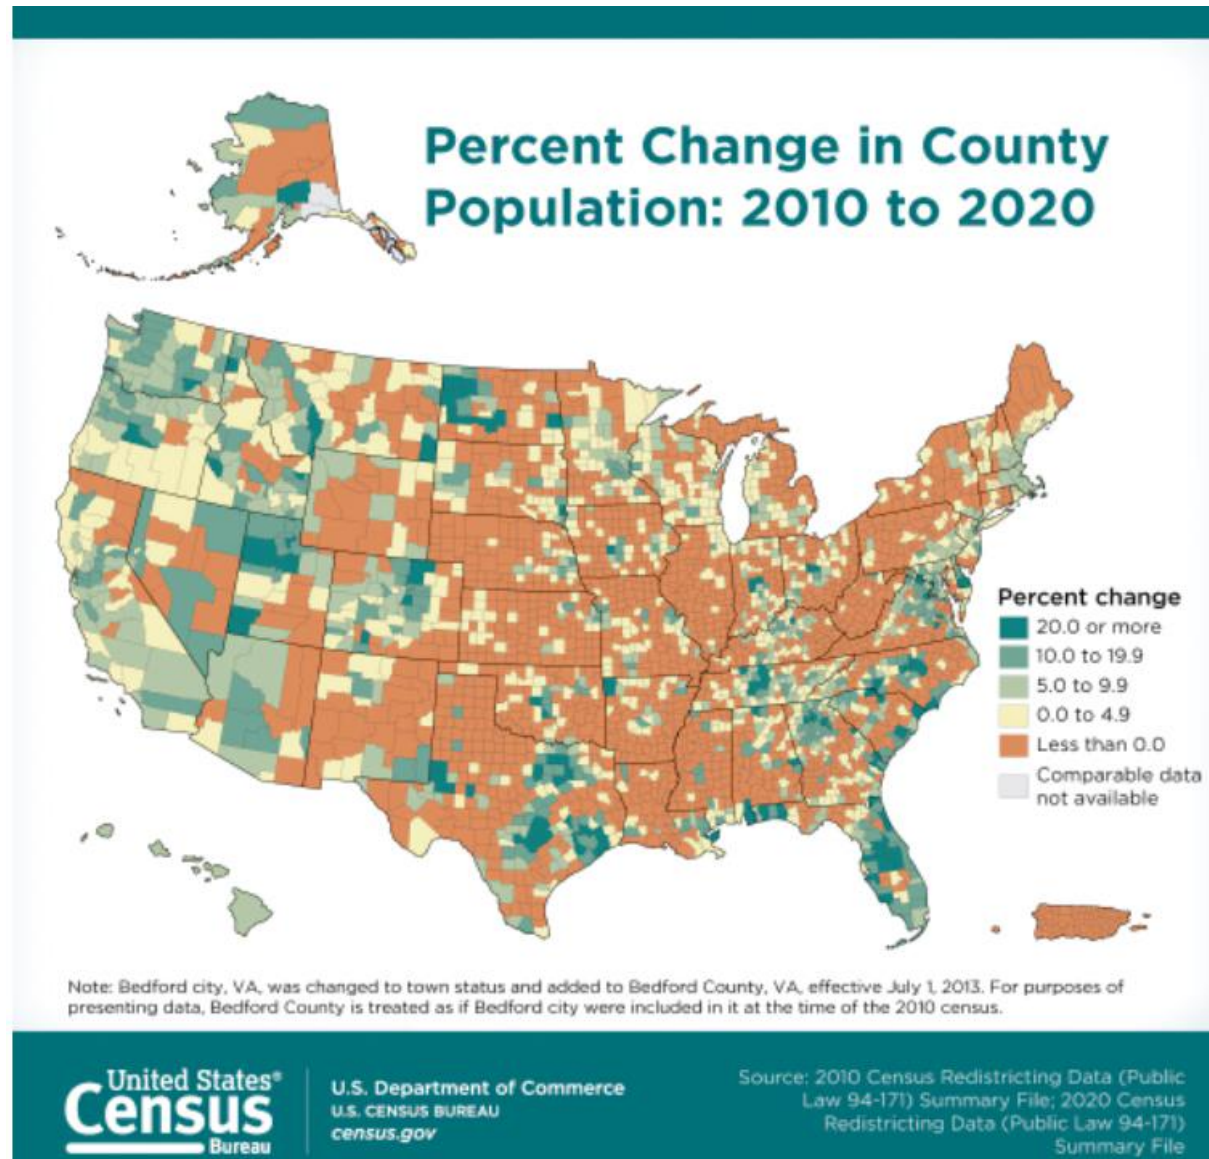 Percent Change in County
Population: 2010 to 2020
Percent change
20.0 or more
10.0 to 19.9
5.0 to 9.9
0.0 to 4.9
Less than 0.0
Comparable data
not available
Note: Bedford city, VA, was changed to town status and added to Bedford County, VA, effective July 1, 2013. For purposes of
presenting data, Bedford County is treated as if Bedford city were included in it at the time of the 2010 census.
United States®
Census
Bureau
U.S. Department of Commerce
U.S. CENSUS BUREAU
census.gov
Source: 2010 Census Redistricting Data (Public
Law 94-171) Summary File; 2020 Census
Redistricting Data (Public Law 94-171)
Summary File